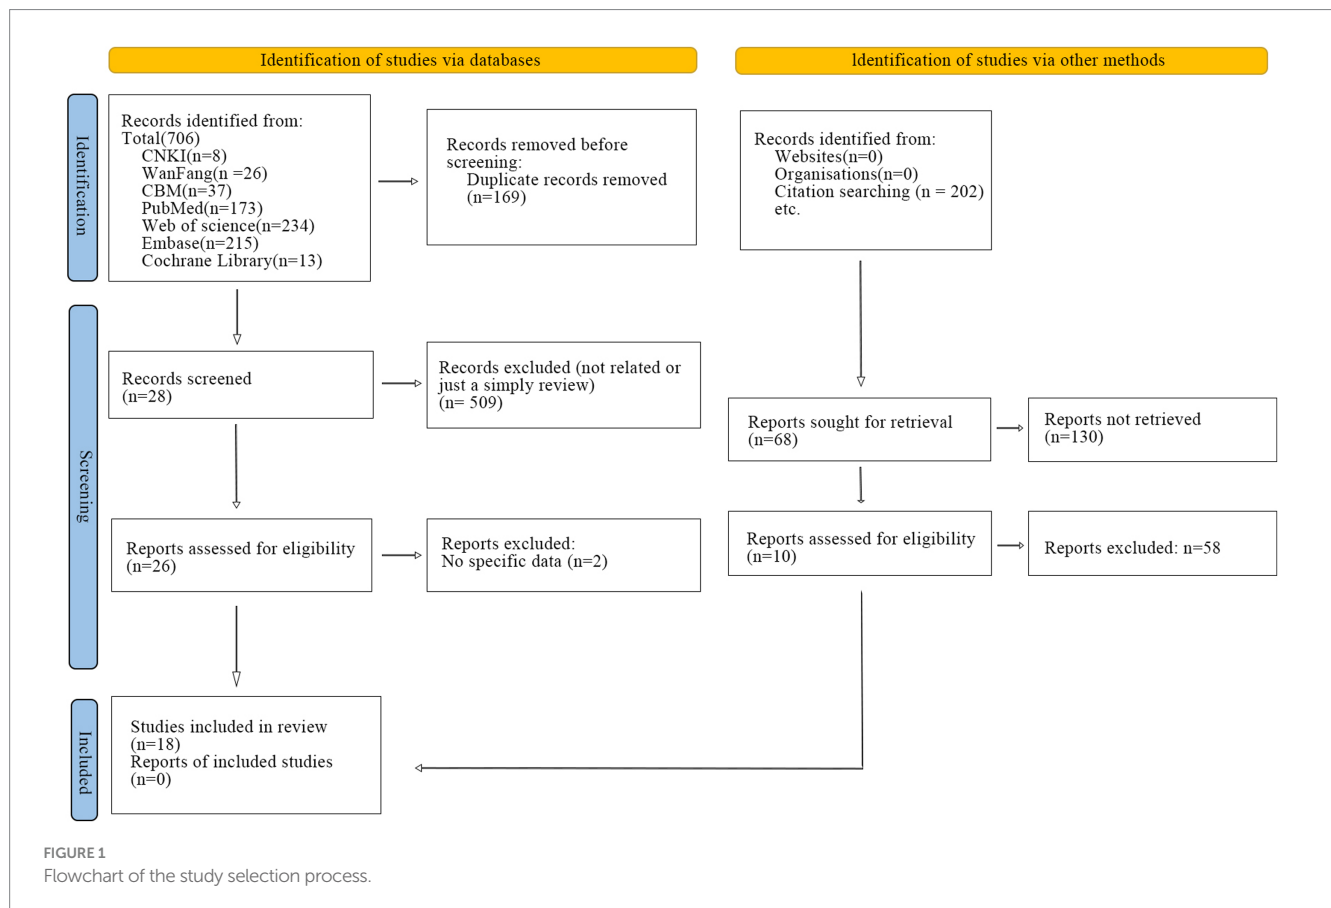 Identification of studies via databases
Identification of studies via other methods
Identification
Records identified from:
Total(706)
CNKI(n=8)
WanFang(n =26)
CBM(n=37)
PubMed(n=173)
Web of science(n=234)
Embase(n=215)
Cochrane Library(n=13)
Records removed before
screening:
Duplicate records removed
(n=169)
Records identified from:
Websites(n=0)
Organisations(n=0)
Citation searching (n = 202)
etc.
Screening
Records screened
(n=28)
Records excluded (not related or
just a simply review)
(n= 509)
Reports sought for retrieval
(n=68)
Reports not retrieved
(n=130)
Reports assessed for eligibility
(n=26)
Reports excluded:
No specific data (n=2)
Reports assessed for eligibility
(n=10)
Reports excluded: n=58
Included
Studies included in review
(n=18)
Reports of included studies
(n=0)
FIGURE 1
Flowchart of the study selection process.